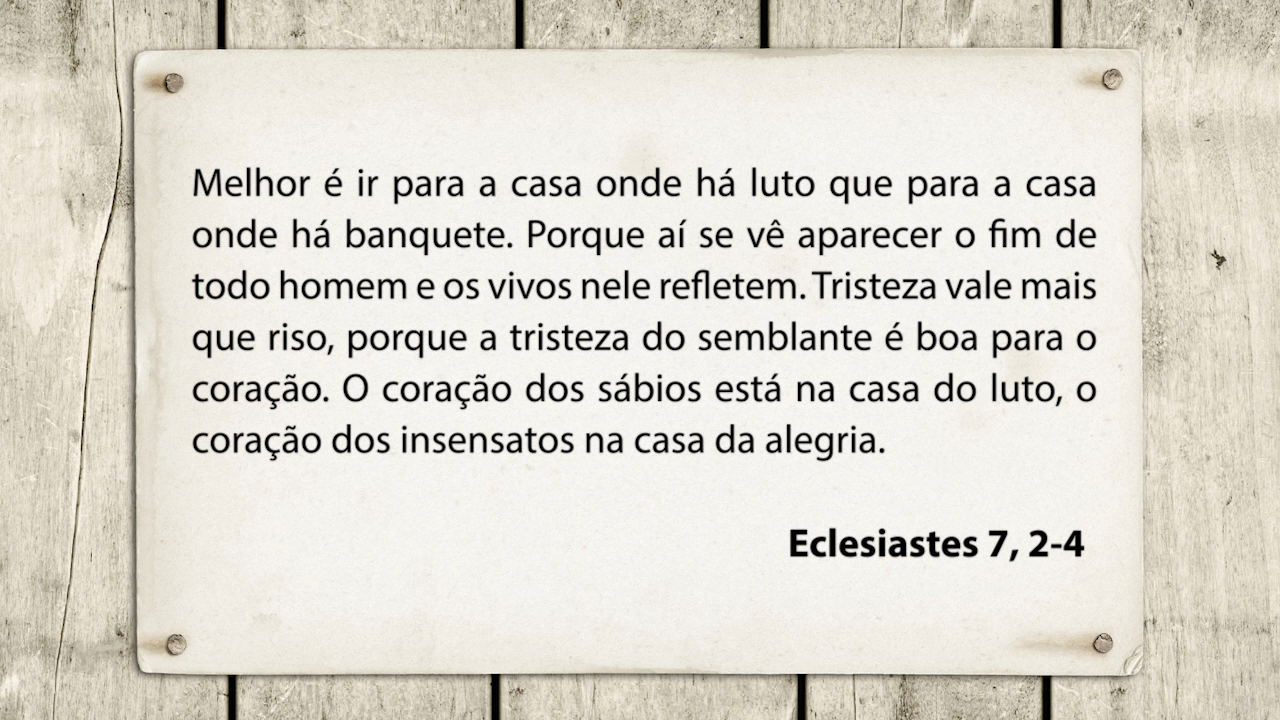 Melhor é ir para a casa onde há luto que para a casa
onde há banquete. Porque aí se vê aparecer o fim de
todo homem e os vivos nele refletem. Tristeza vale mais
que riso, porque a tristeza do semblante é boa para o
coração. O coração dos sábios está na casa do luto, o
coração dos insensatos na casa da alegria.
Eclesiastes 7, 2-4